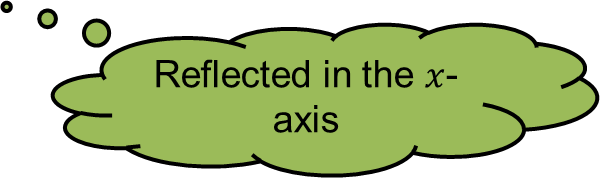 Reflected in the 𝑥-
axis